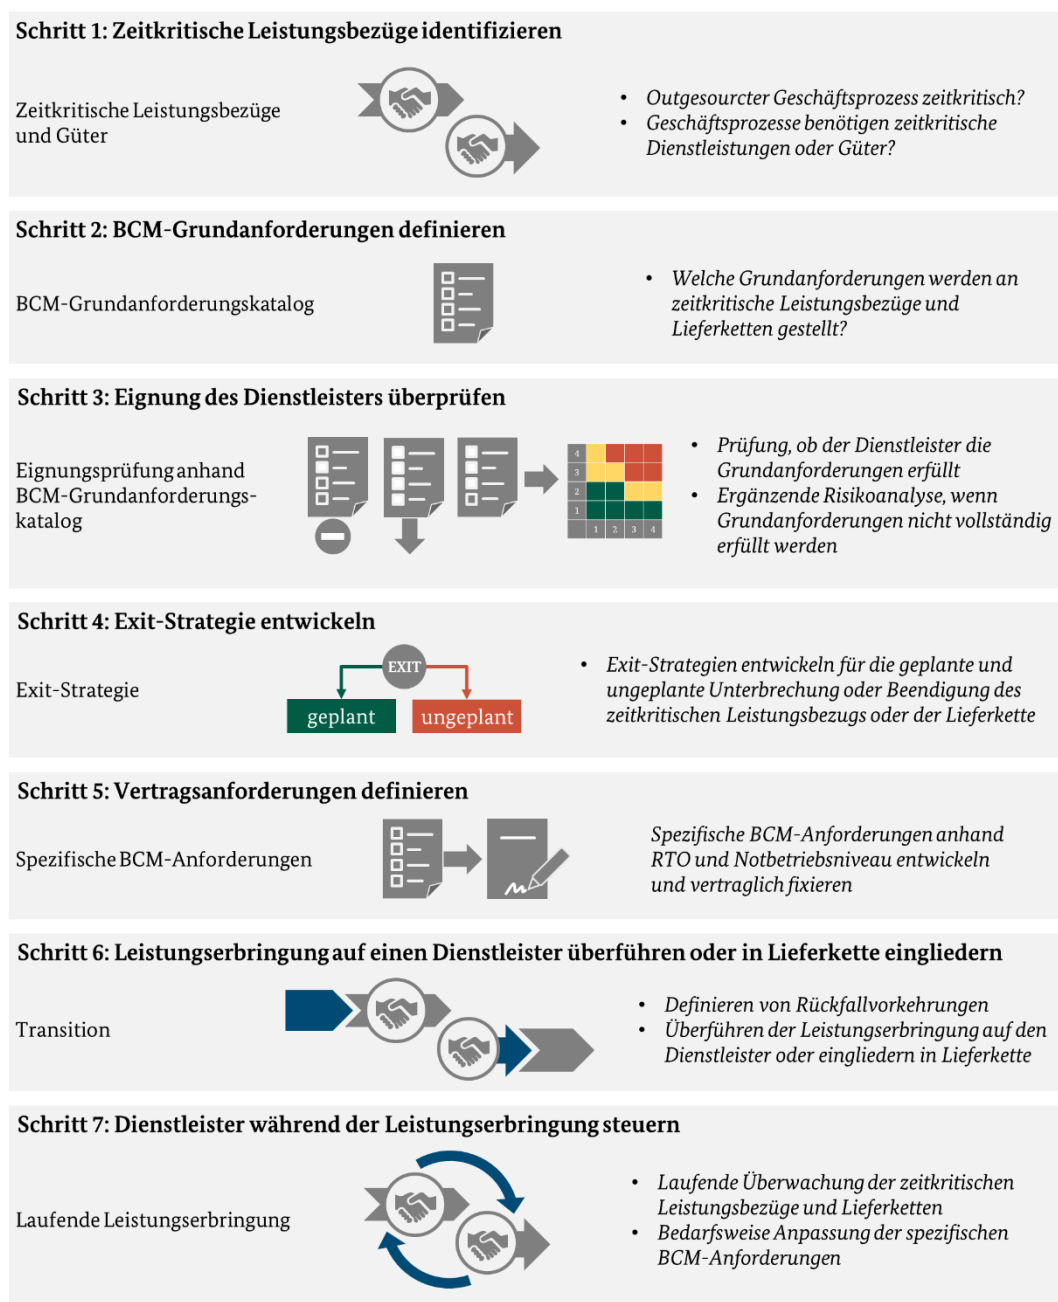 Schritt 1: Zeitkritische Leistungsbezüge identifizieren
Zeitkritische Leistungsbezüge
und Güter
• Outgesourcter Geschäftsprozess zeitkritisch?
• Geschäftsprozesse benötigen zeitkritische
Dienstleistungen oder Güter?
Schritt 2: BCM-Grundanforderungen definieren
BCM-Grundanforderungskatalog
• Welche Grundanforderungen werden an
zeitkritische Leistungsbezüge und
Lieferketten gestellt?
Schritt 3: Eignung des Dienstleisters überprüfen
Eignungsprüfung anhand
BCM-Grundanforderungs-
katalog
4
3
2
1
1 2 3 4
• Prüfung, ob der Dienstleister die
Grundanforderungen erfüllt
• Ergänzende Risikoanalyse, wenn
Grundanforderungen nicht vollständig
erfüllt werden
Schritt 4: Exit-Strategie entwickeln
Exit-Strategie
EXIT
geplant ungeplant
• Exit-Strategien entwickeln für die geplante und
ungeplante Unterbrechung oder Beendigung des
zeitkritischen Leistungsbezugs oder der Lieferkette
Schritt 5: Vertragsanforderungen definieren
Spezifische BCM-Anforderungen
Spezifische BCM-Anforderungen anhand
RTO und Notbetriebsniveau entwickeln
und vertraglich fixieren
Schritt 6: Leistungserbringung auf einen Dienstleister überführen oder in Lieferkette eingliedern
Transition
• Definieren von Rückfallvorkehrungen
• Überführen der Leistungserbringung auf den
Dienstleister oder eingliedern in Lieferkette
Schritt 7: Dienstleister während der Leistungserbringung steuern
Laufende Leistungserbringung
• Laufende Überwachung der zeitkritischen
Leistungsbezüge und Lieferketten
• Bedarfsweise Anpassung der spezifischen
BCM-Anforderungen